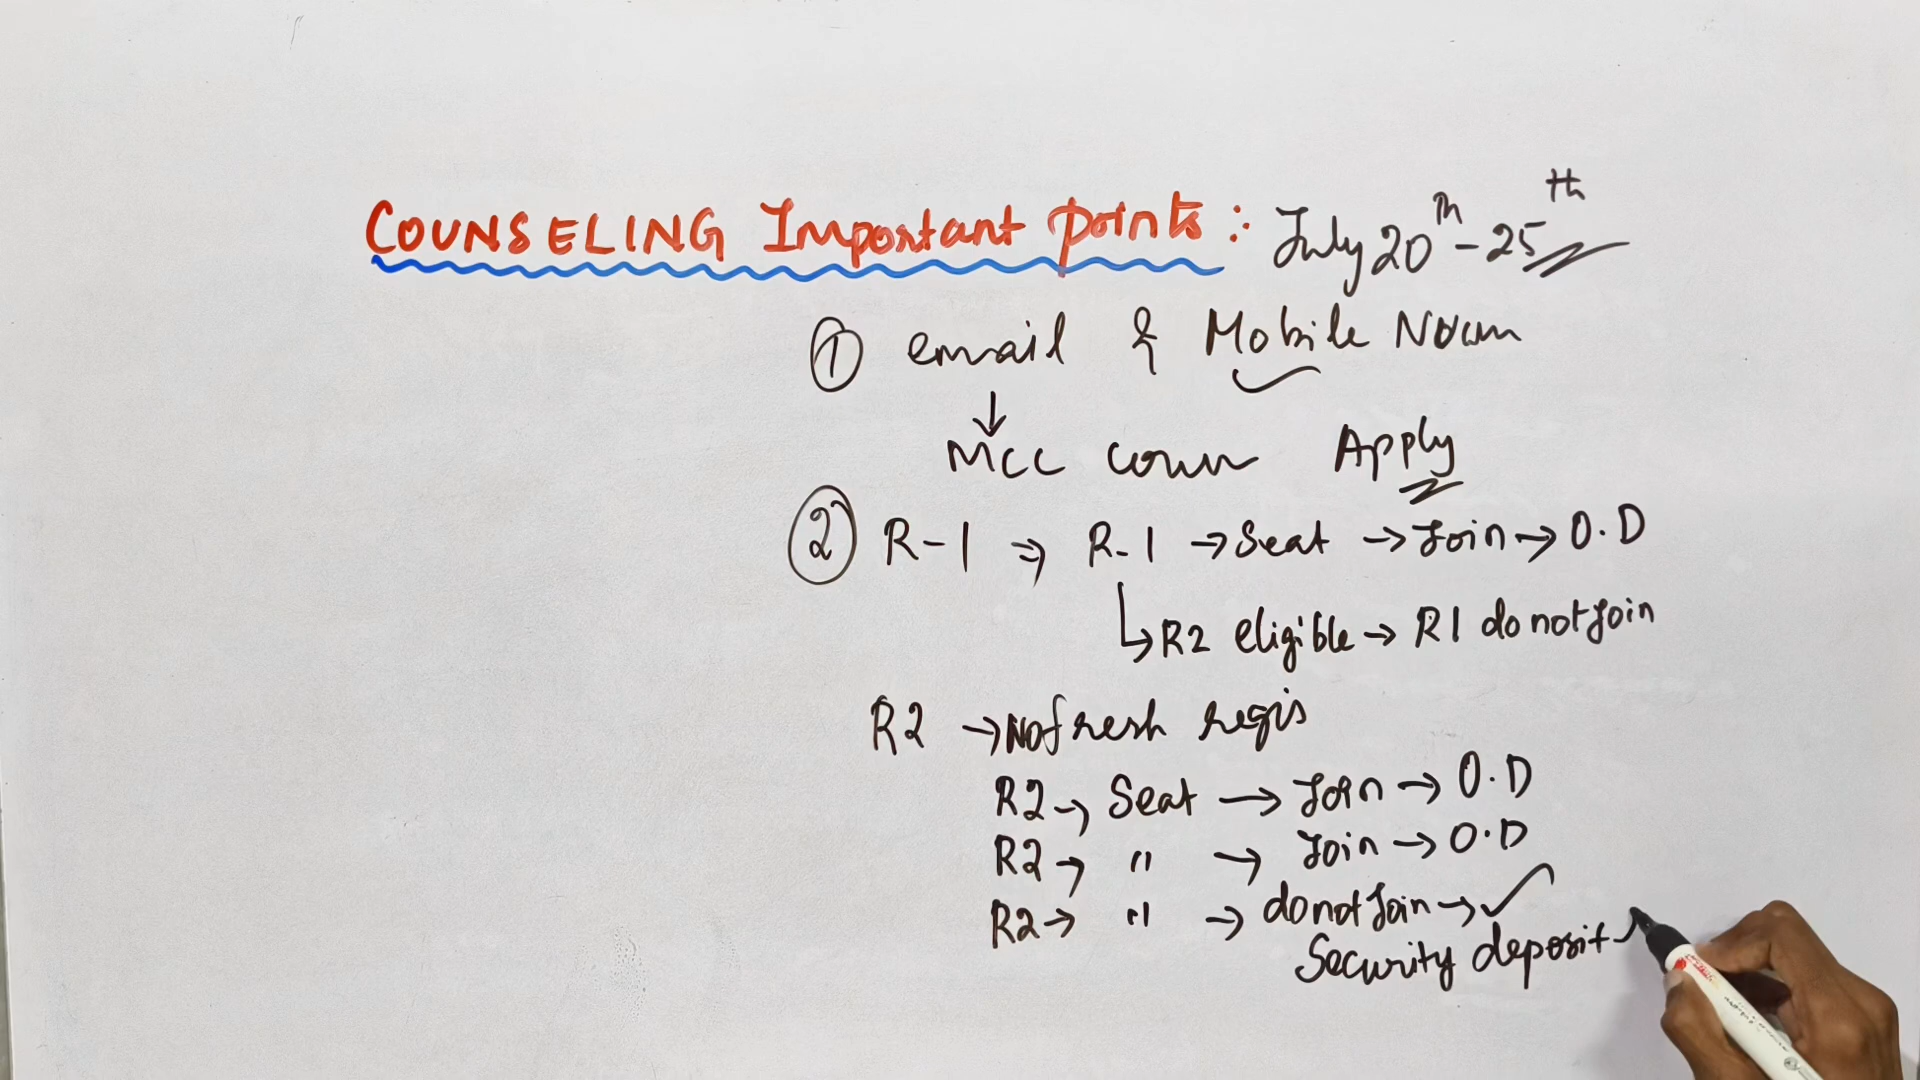 COUNSELING Important points : July 20th - 25th
① email & Mobile Noum
↓
MCC coun Apply
② R-1 ⇒ R-1 → Seat → Join → O.D
↳ R2 eligible → R1 do not Join
R2 → No fresh regis
R2 → Seat → Join → O.D
R2 → " → Join → O.D
R2 → " → do not Join → ✓
Security deposit